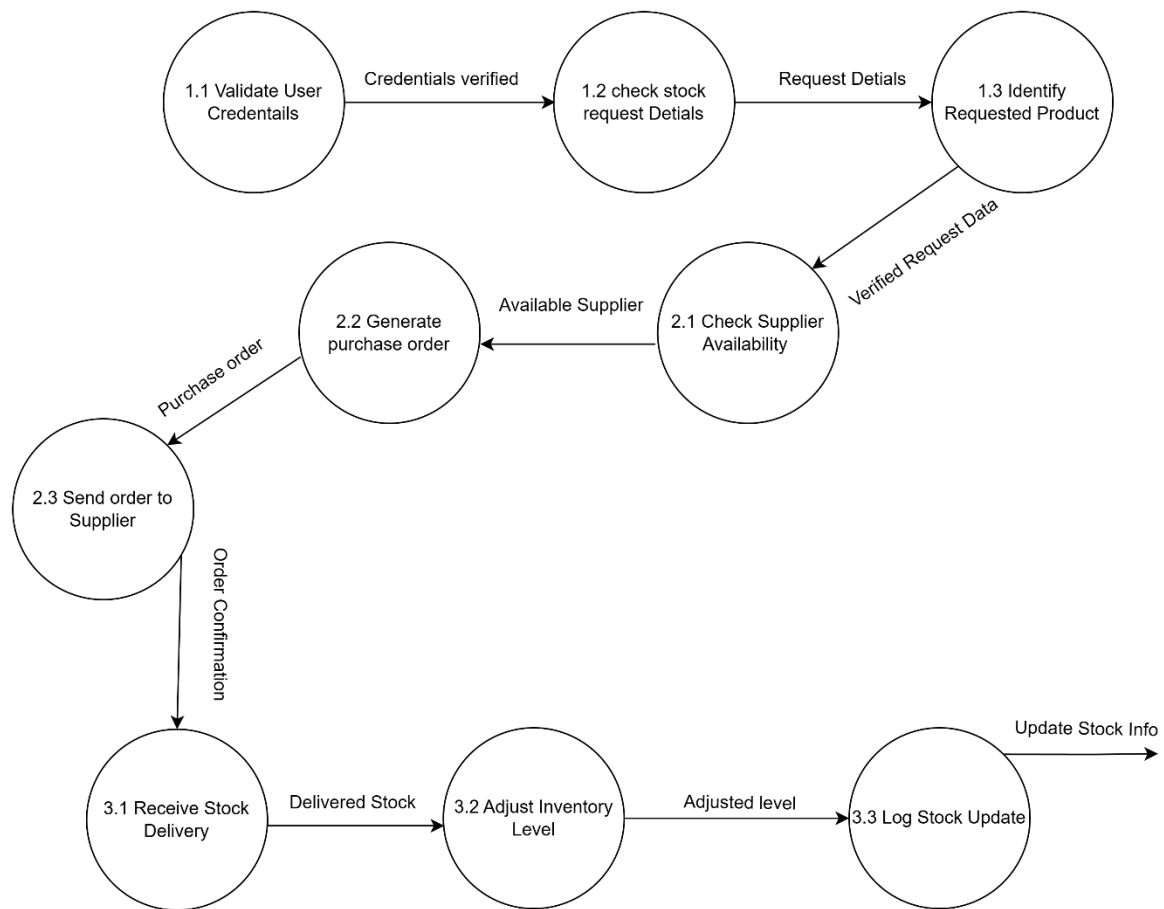 1.1 Validate User
Credentails
Credentials verified
1.2 check stock
request Detials
Request Detials
1.3 Identify
Requested Product
Verified Request Data
2.1 Check Supplier
Availability
Available Supplier
2.2 Generate
purchase order
Purchase order
2.3 Send order to
Supplier
Order Confirmation
3.1 Receive Stock
Delivery
Delivered Stock
3.2 Adjust Inventory
Level
Adjusted level
3.3 Log Stock Update
Update Stock Info